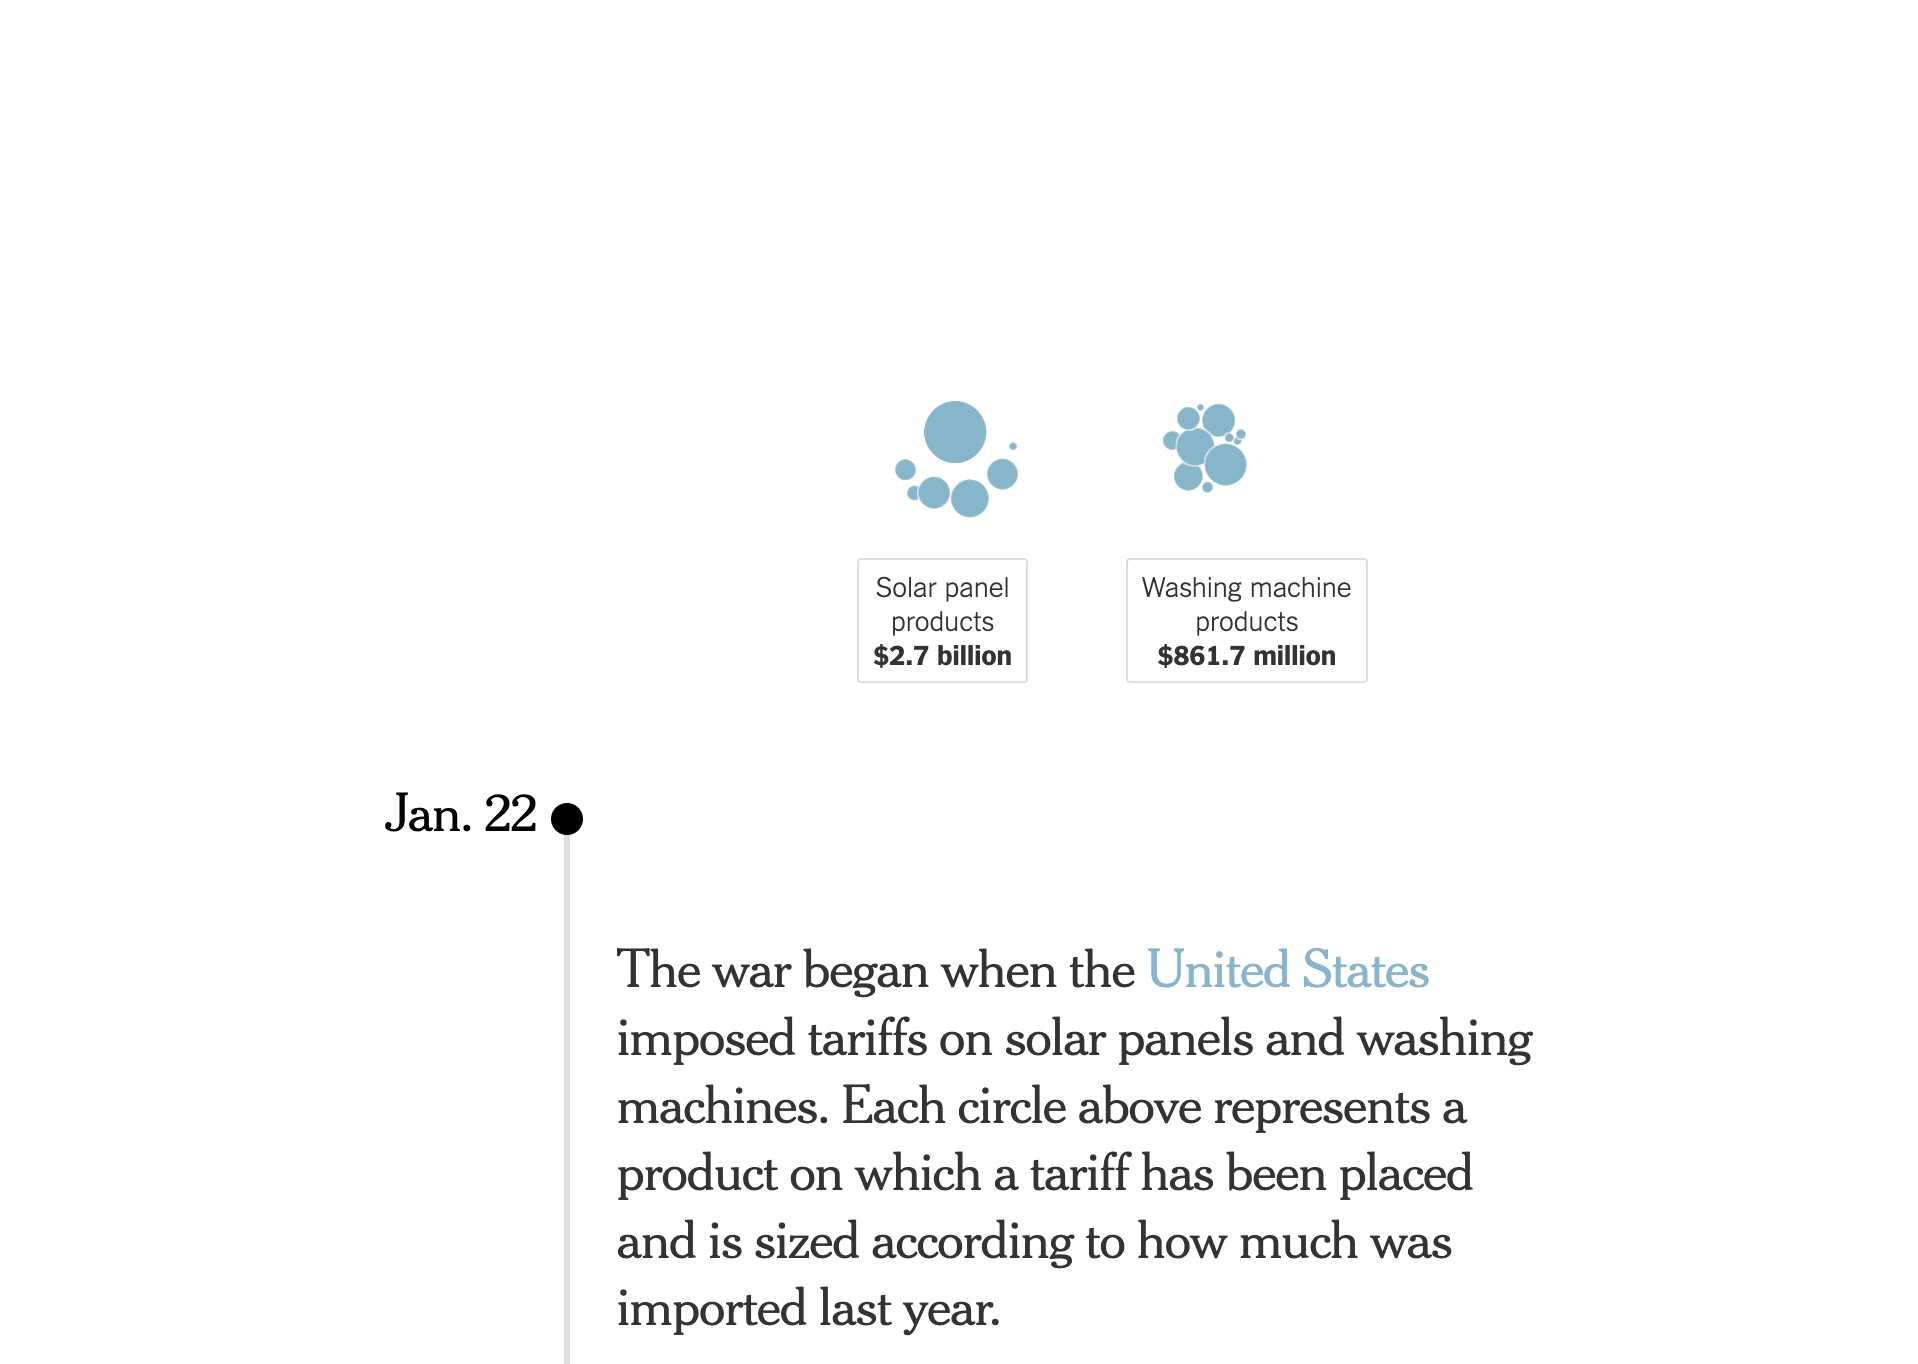 Solar panel
products
$2.7 billion
Washing machine
products
$861.7 million
Jan. 22
The war began when the United States
imposed tariffs on solar panels and washing
machines. Each circle above represents a
product on which a tariff has been placed
and is sized according to how much was
imported last year.